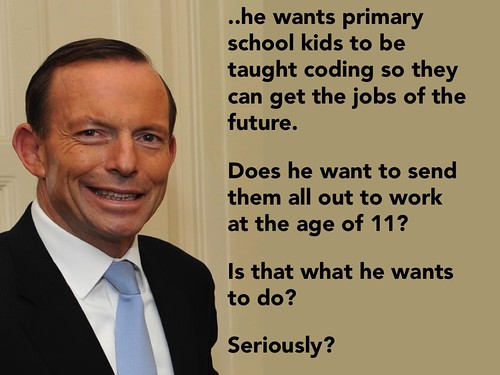 ..he wants primary
school kids to be
taught coding so they
can get the jobs of the
future.
Does he want to send
them all out to work
at the age of 11?
Is that what he wants
to do?
Seriously?